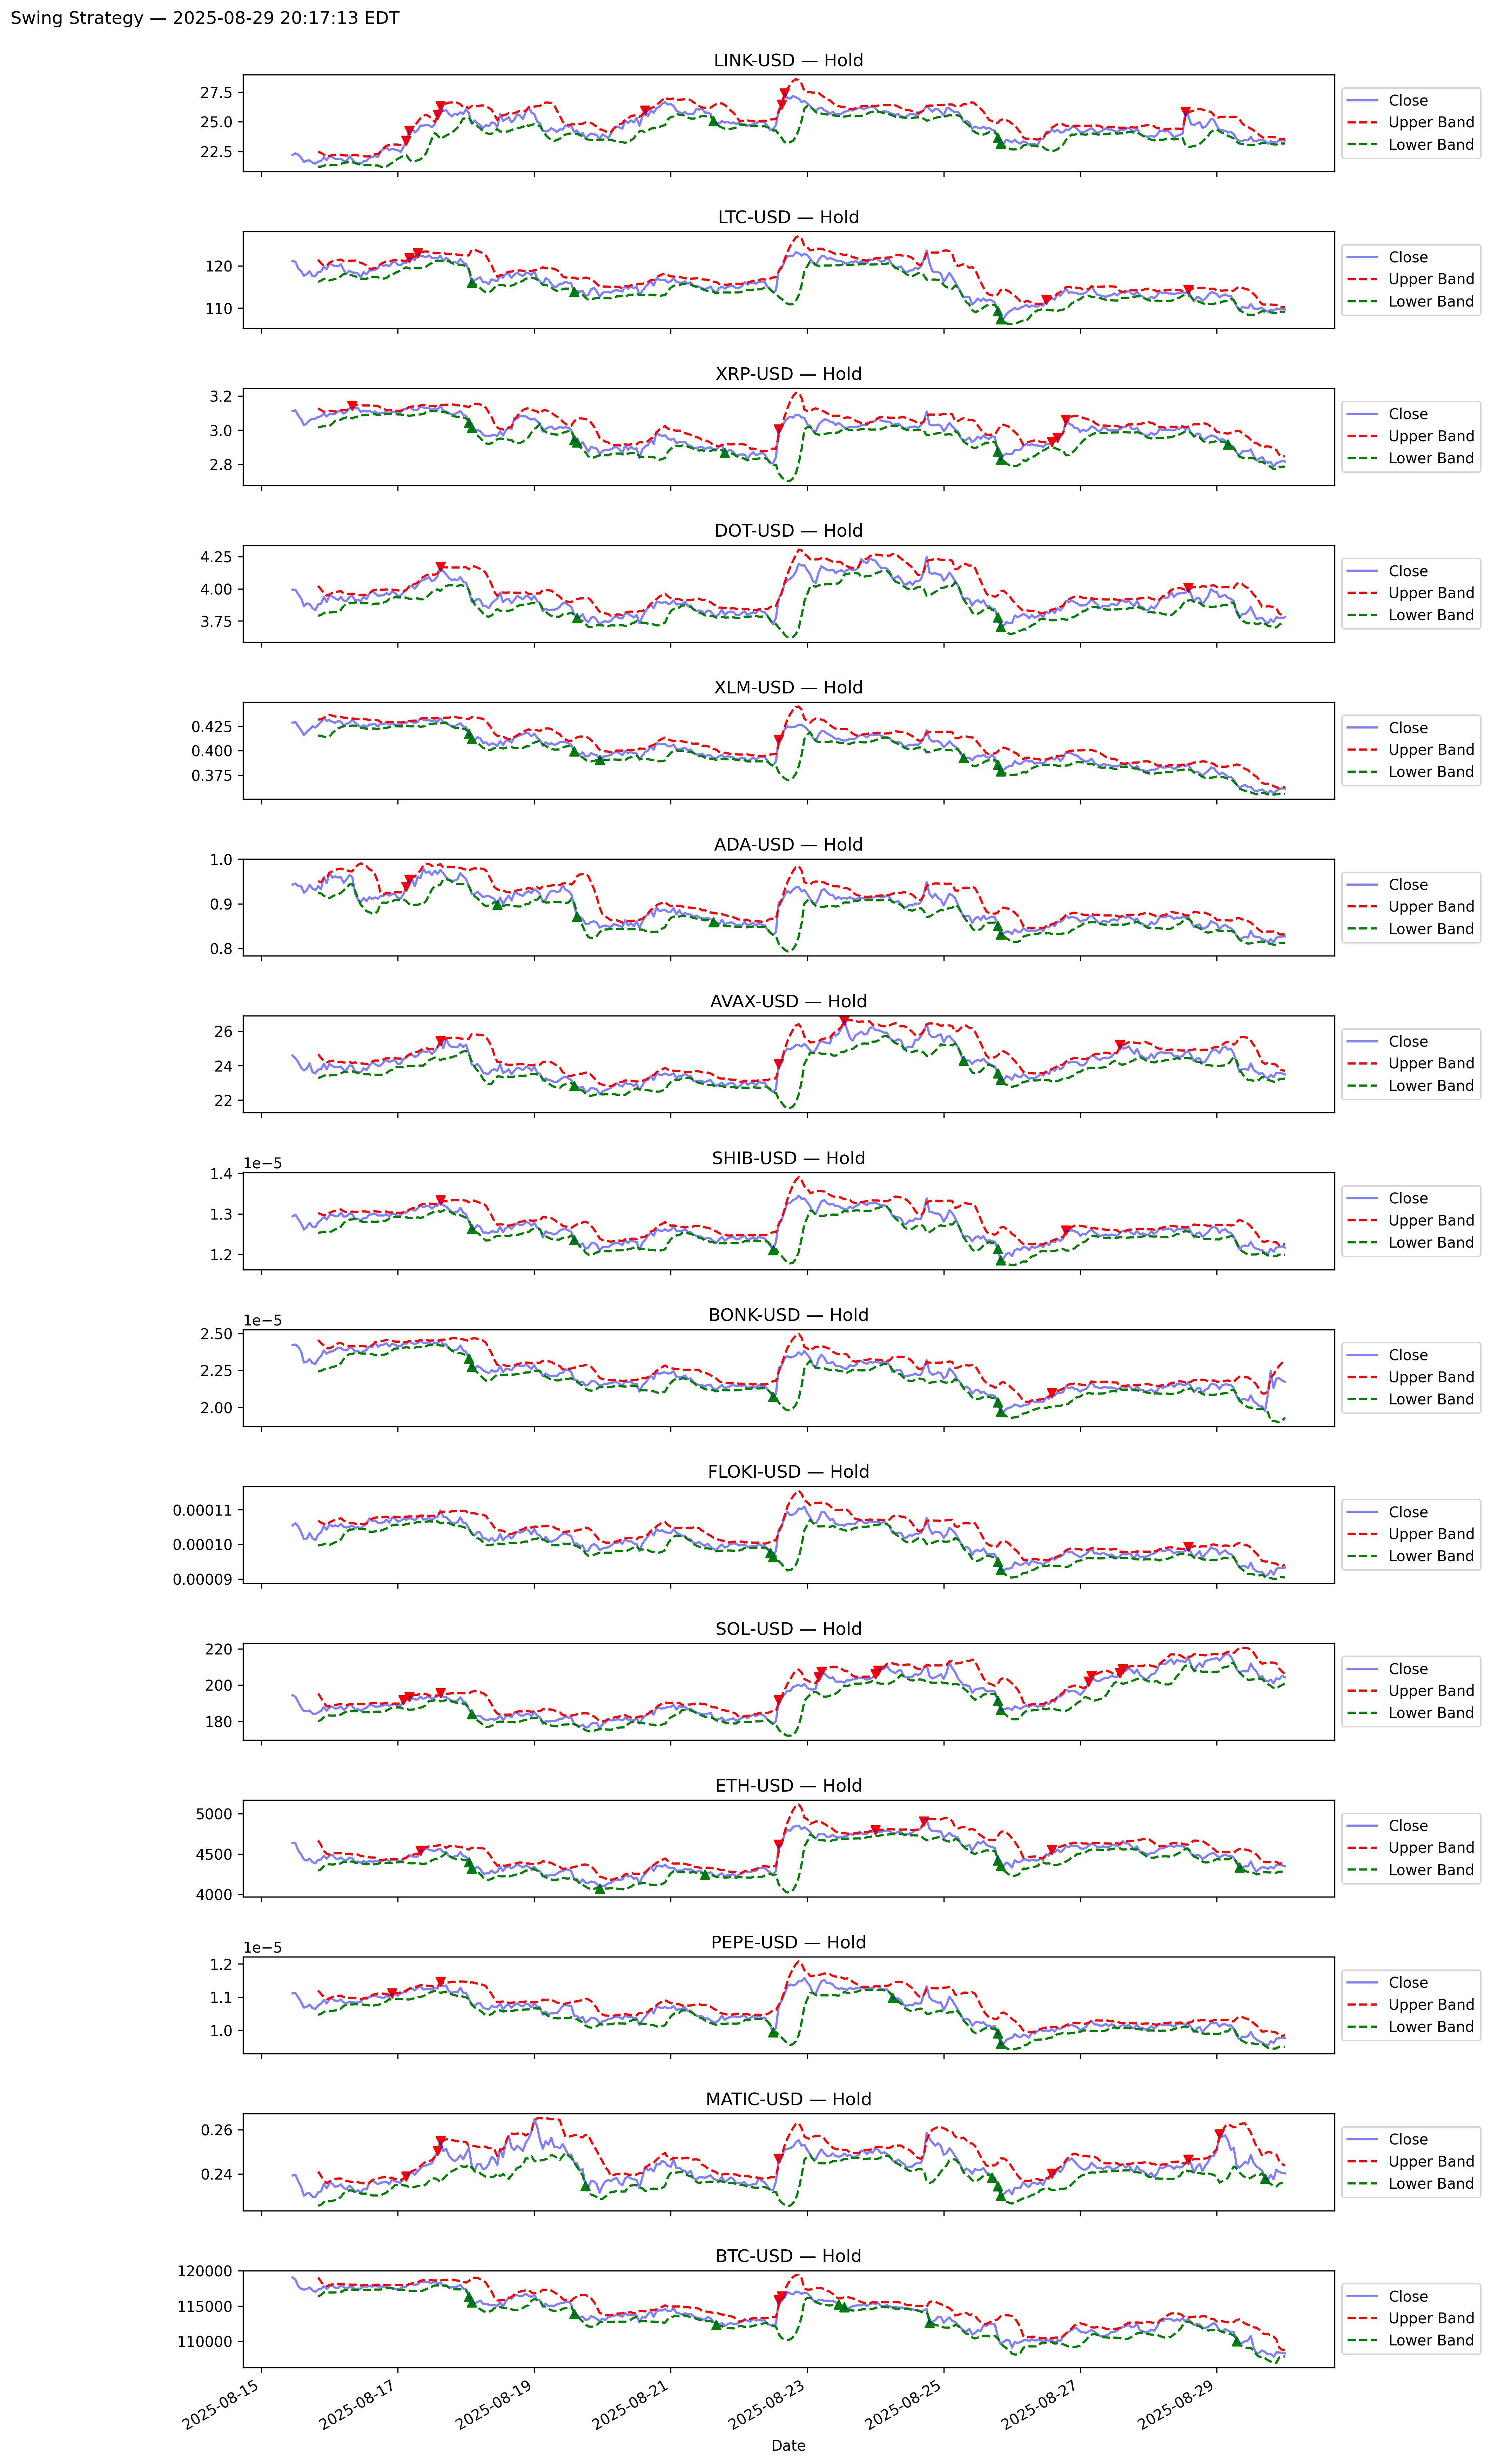 Swing Strategy — 2025-08-29 20:17:13 EDT
LINK-USD — Hold
27.5
25.0
22.5
Close
Upper Band
Lower Band
LTC-USD — Hold
120
110
Close
Upper Band
Lower Band
XRP-USD — Hold
3.2
3.0
2.8
Close
Upper Band
Lower Band
DOT-USD — Hold
4.25
4.00
3.75
Close
Upper Band
Lower Band
XLM-USD — Hold
0.425
0.400
0.375
Close
Upper Band
Lower Band
ADA-USD — Hold
1.0
0.9
0.8
Close
Upper Band
Lower Band
AVAX-USD — Hold
26
24
22
Close
Upper Band
Lower Band
SHIB-USD — Hold
1e−5
1.4
1.3
1.2
Close
Upper Band
Lower Band
BONK-USD — Hold
1e−5
2.50
2.25
2.00
Close
Upper Band
Lower Band
FLOKI-USD — Hold
0.00011
0.00010
0.00009
Close
Upper Band
Lower Band
SOL-USD — Hold
220
200
180
Close
Upper Band
Lower Band
ETH-USD — Hold
5000
4500
4000
Close
Upper Band
Lower Band
PEPE-USD — Hold
1e−5
1.2
1.1
1.0
Close
Upper Band
Lower Band
MATIC-USD — Hold
0.26
0.24
Close
Upper Band
Lower Band
BTC-USD — Hold
120000
115000
110000
Close
Upper Band
Lower Band
2025-08-15
2025-08-17
2025-08-19
2025-08-21
2025-08-23
2025-08-25
2025-08-27
2025-08-29
Date